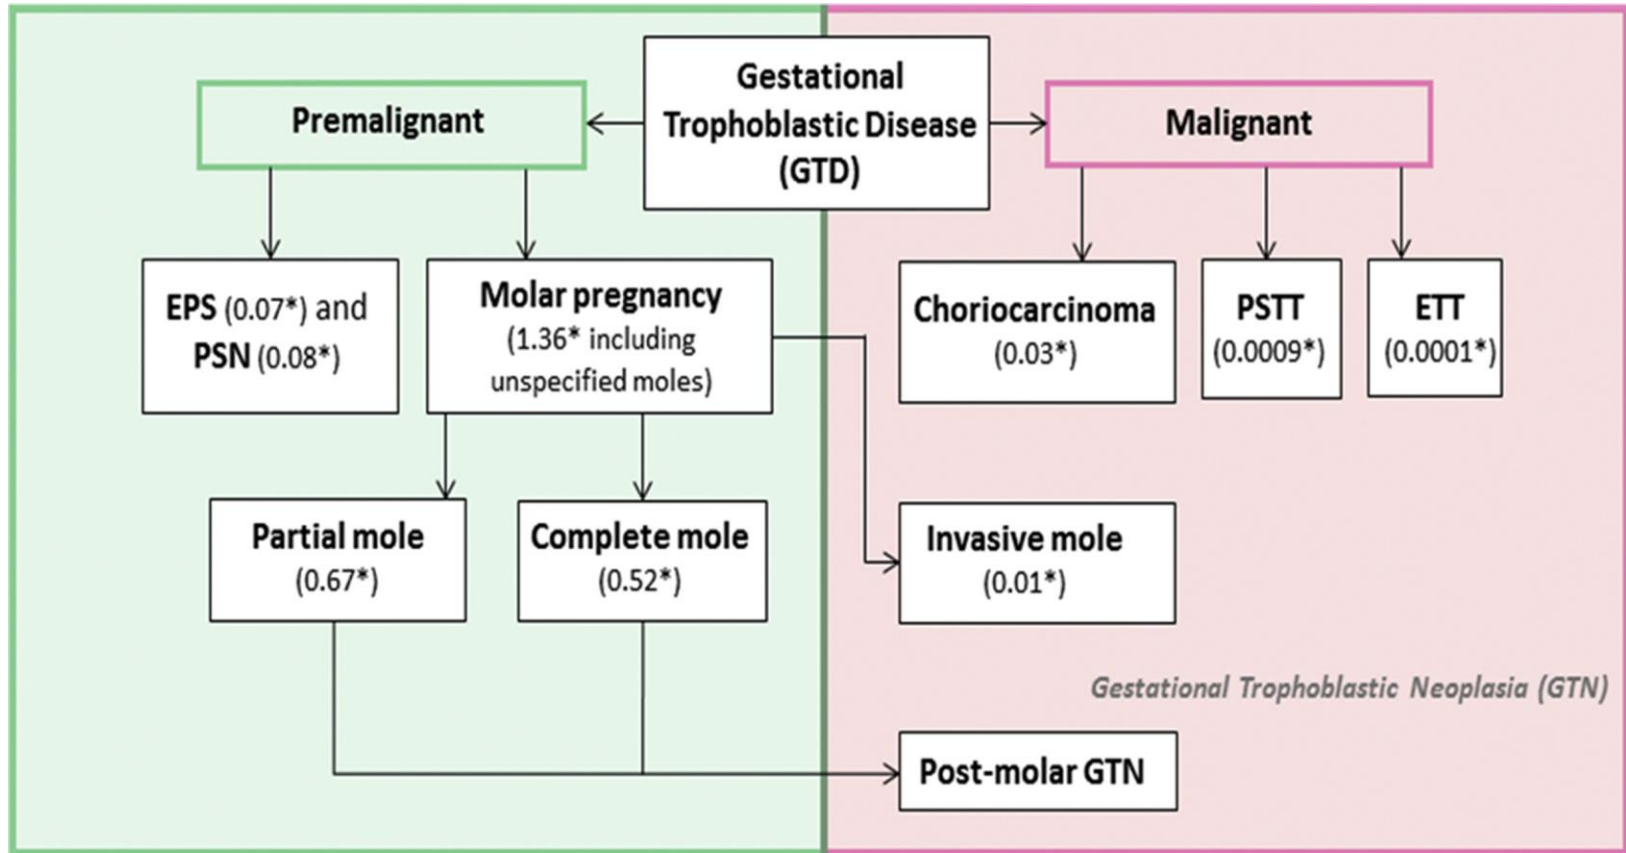 Gestational
Trophoblastic Disease
(GTD)
Premalignant
Malignant
EPS (0.07*) and
PSN (0.08*)
Molar pregnancy
(1.36* including
unspecified moles)
Choriocarcinoma
(0.03*)
PSTT
(0.0009*)
ETT
(0.0001*)
Partial mole
(0.67*)
Complete mole
(0.52*)
Invasive mole
(0.01*)
Gestational Trophoblastic Neoplasia (GTN)
Post-molar GTN